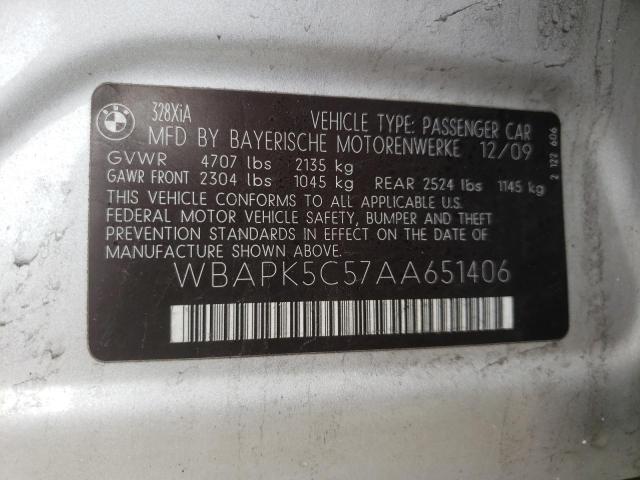 BMW
328XiA
VEHICLE TYPE: PASSENGER CAR
MFD BY BAYERISCHE MOTORENWERKE 12/09
GVWR 4707 lbs 2135 kg
GAWR FRONT 2304 lbs 1045 kg REAR 2524 lbs 1145 kg
THIS VEHICLE CONFORMS TO ALL APPLICABLE U.S.
FEDERAL MOTOR VEHICLE SAFETY, BUMPER AND THEFT
PREVENTION STANDARDS IN EFFECT ON THE DATE OF
MANUFACTURE SHOWN ABOVE.
WBAPK5C57AA651406
2 122 606